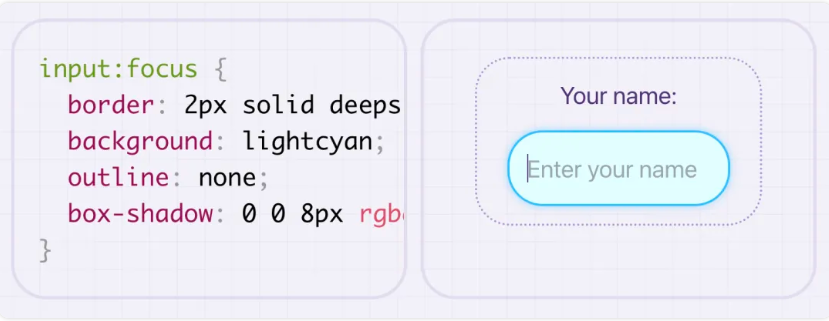 input:focus {
border: 2px solid deeps
background: lightcyan;
outline: none;
box-shadow: 0 0 8px rgb
}
Your name:
Enter your name